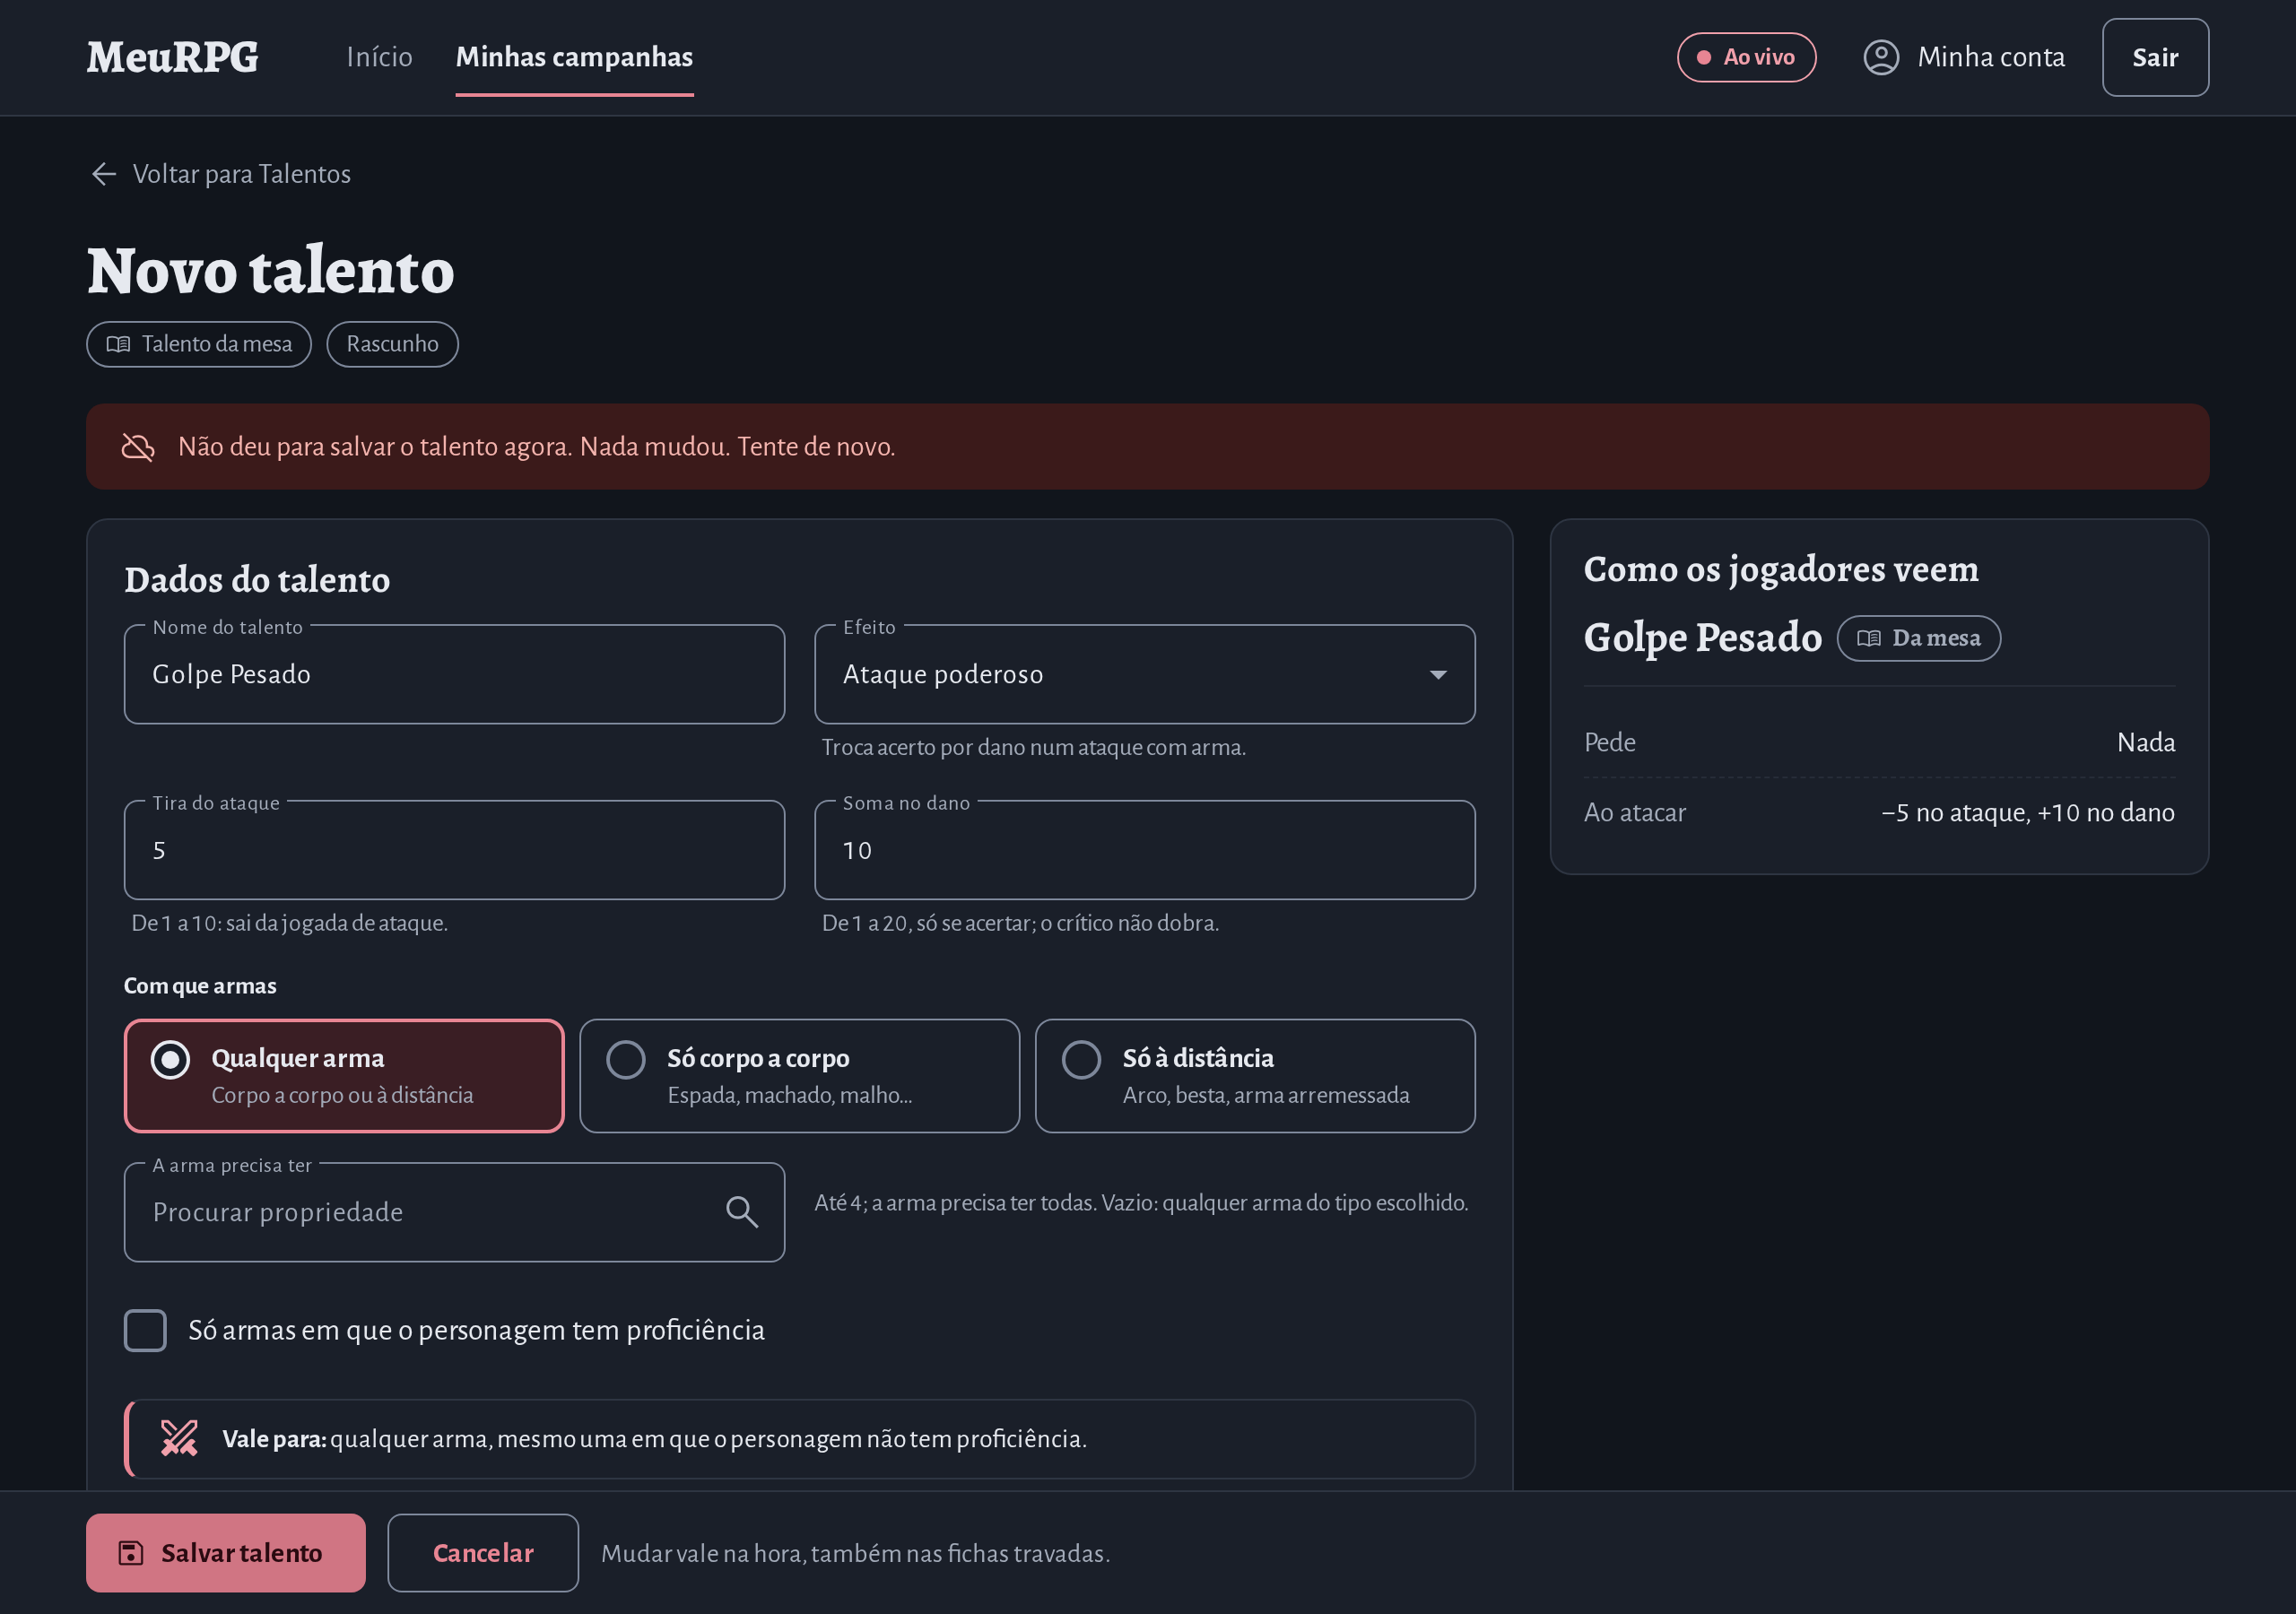 MeuRPG
Início
Minhas campanhas
Ao vivo
Minha conta
Sair
Voltar para Talentos
Novo talento
Talento da mesa
Rascunho
Não deu para salvar o talento agora. Nada mudou. Tente de novo.
Dados do talento
Nome do talento
Golpe Pesado
Efeito
Ataque poderoso
Troca acerto por dano num ataque com arma.
Tira do ataque
5
De 1 a 10: sai da jogada de ataque.
Soma no dano
10
De 1 a 20, só se acertar; o crítico não dobra.
Com que armas
Qualquer arma
Corpo a corpo ou à distância
Só corpo a corpo
Espada, machado, malho...
Só à distância
Arco, besta, arma arremessada
A arma precisa ter
Procurar propriedade
Até 4; a arma precisa ter todas. Vazio: qualquer arma do tipo escolhido.
Só armas em que o personagem tem proficiência
Vale para: qualquer arma, mesmo uma em que o personagem não tem proficiência.
Como os jogadores veem
Golpe Pesado
Da mesa
Pede
Nada
Ao atacar
−5 no ataque, +10 no dano
Salvar talento
Cancelar
Mudar vale na hora, também nas fichas travadas.